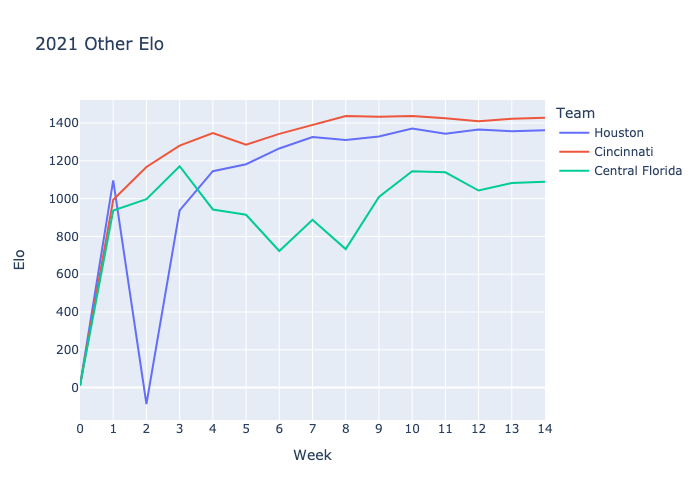 2021 Other Elo
Team
Houston
Cincinnati
Central Florida
Elo
1400
1200
1000
800
600
400
200
0
0 1 2 3 4 5 6 7 8 9 10 11 12 13 14
Week